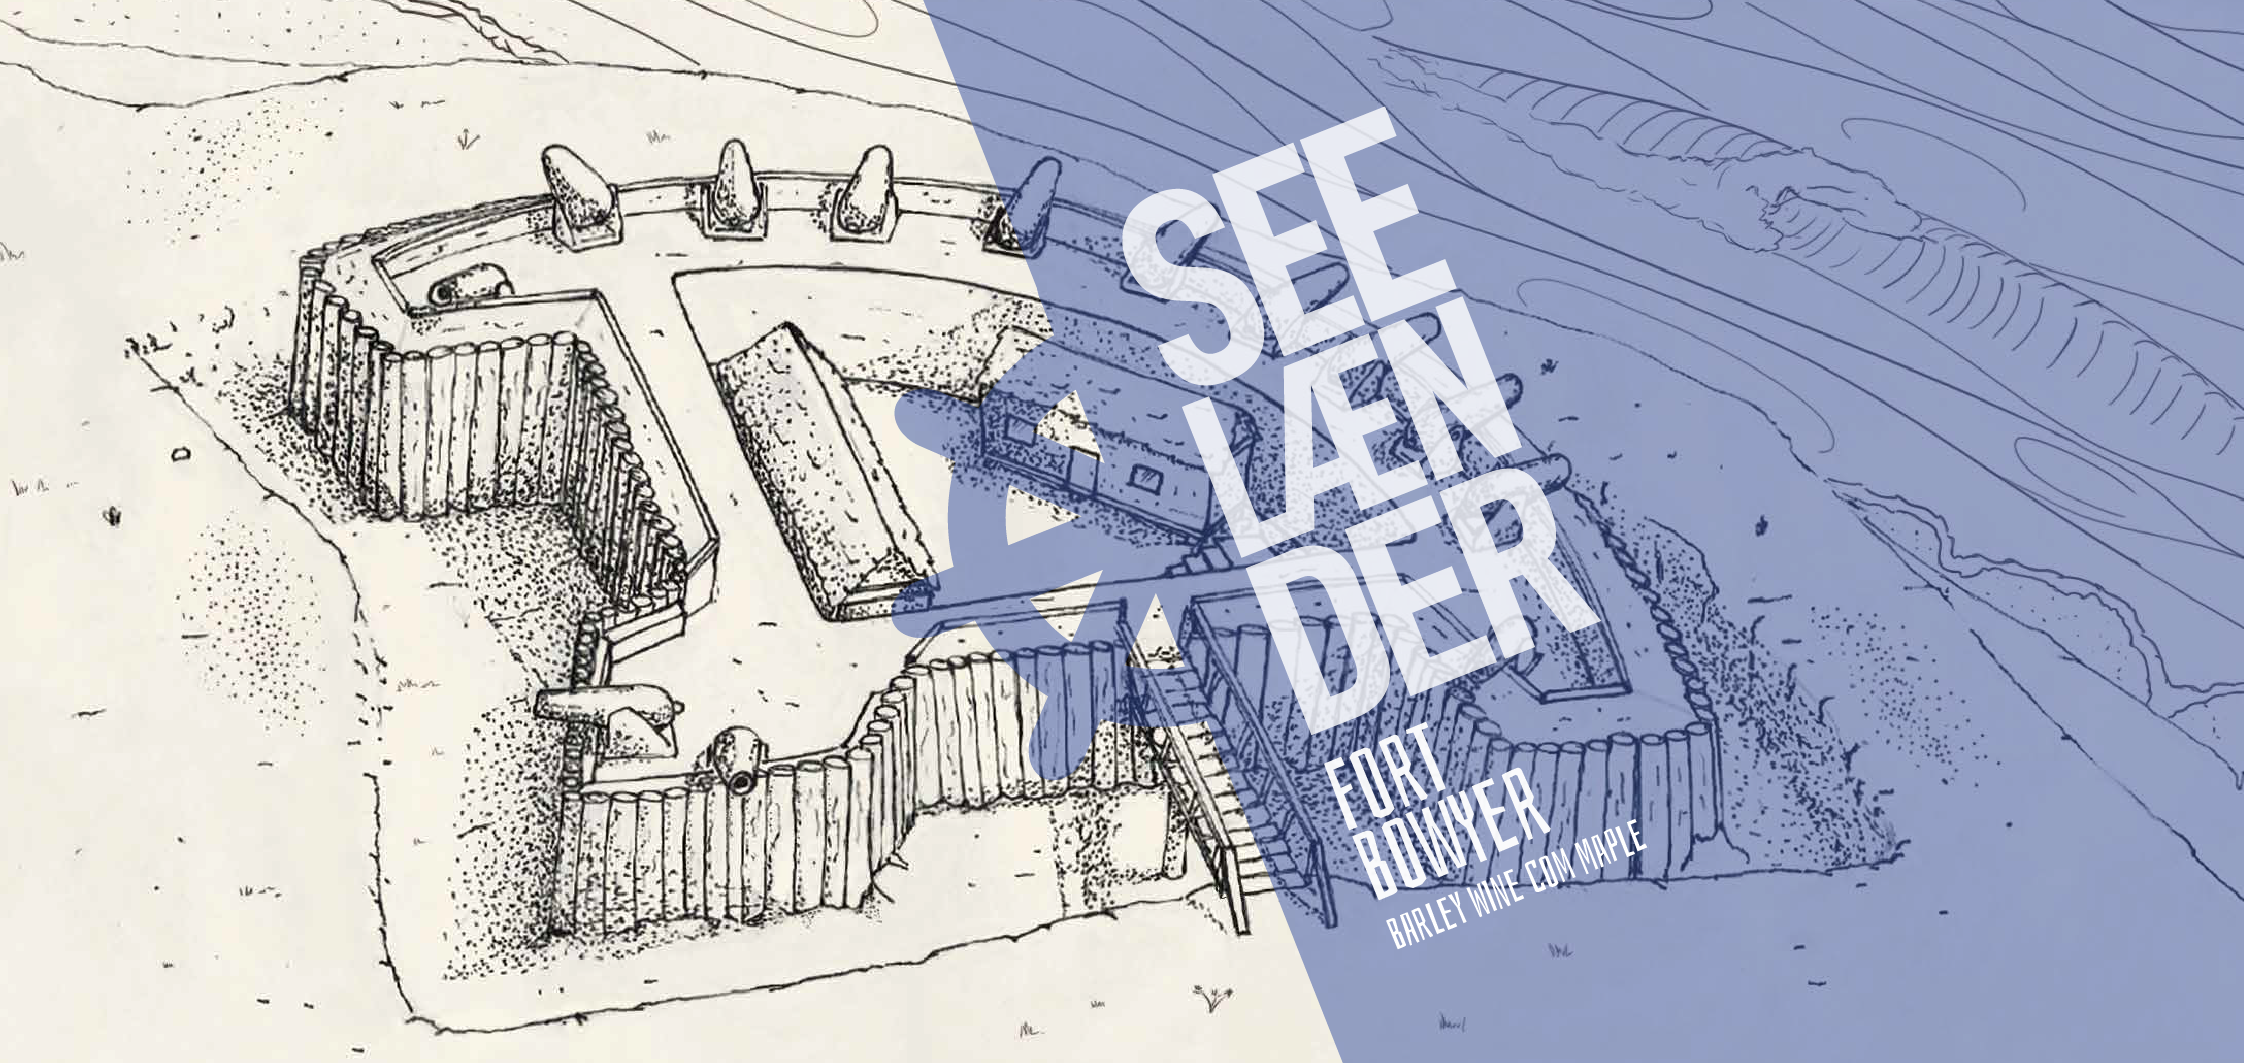 SEE
LÆN
DER
FORT
BOWYER
BARLEY WINE COM MAPLE